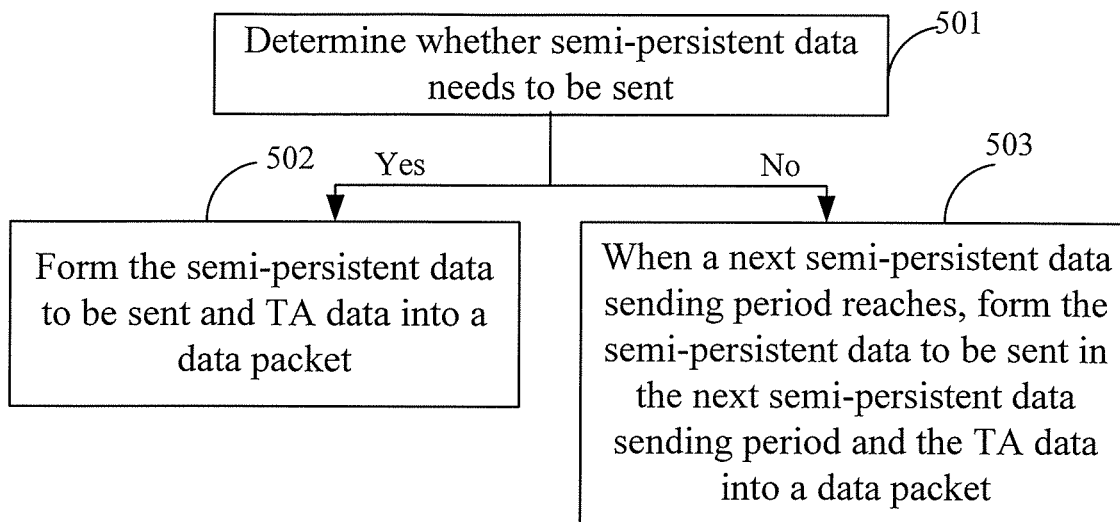 Determine whether semi-persistent data
needs to be sent
501
502
Yes
No
503
Form the semi-persistent data
to be sent and TA data into a
data packet
When a next semi-persistent data
sending period reaches, form the
semi-persistent data to be sent in
the next semi-persistent data
sending period and the TA data
into a data packet